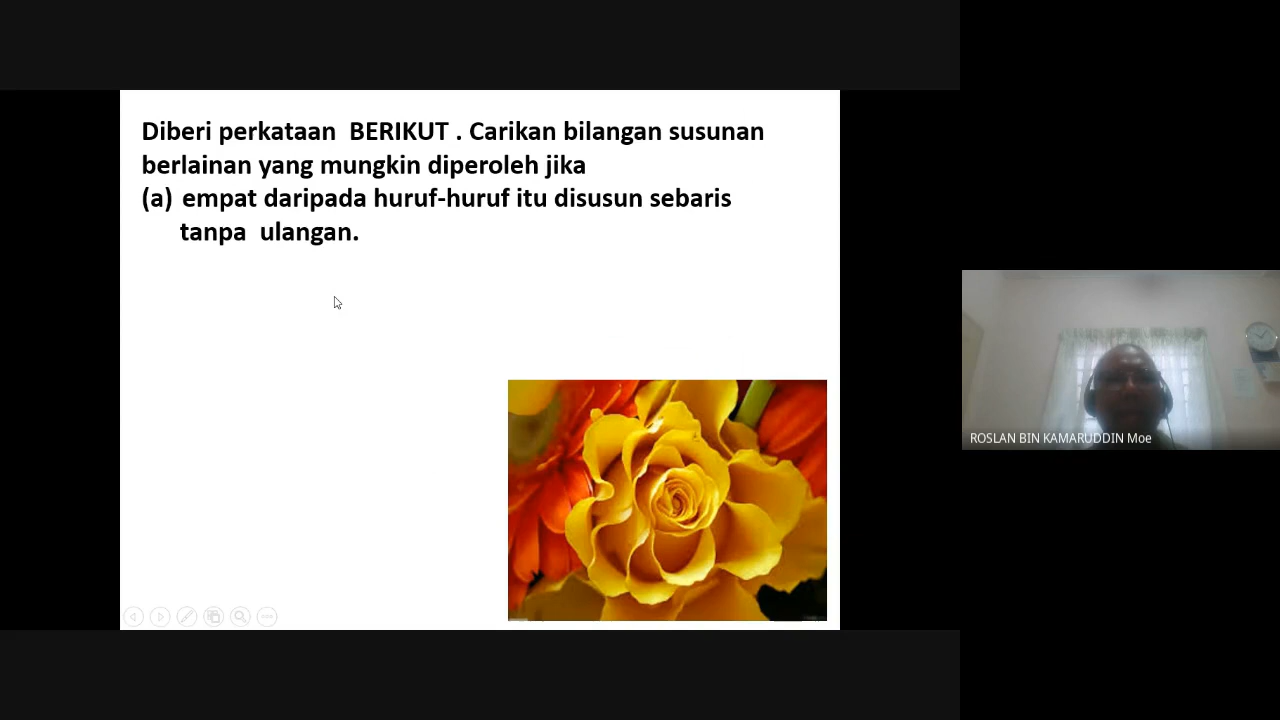 Diberi perkataan BERIKUT . Carikan bilangan susunan
berlainan yang mungkin diperoleh jika
(a) empat daripada huruf-huruf itu disusun sebaris
tanpa ulangan.
ROSLAN BIN KAMARUDDIN Moe